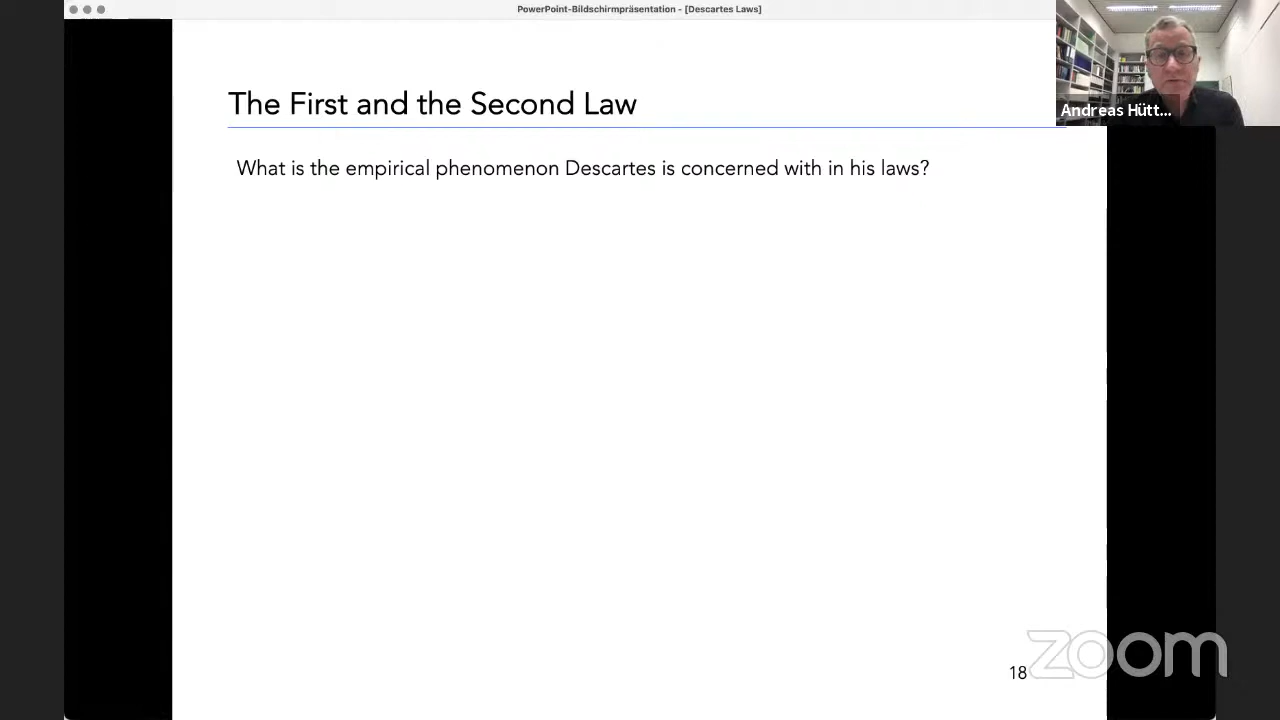 PowerPoint-Bildschirmpräsentation - [Descartes Laws]
Andreas Hütt...
The First and the Second Law
What is the empirical phenomenon Descartes is concerned with in his laws?
18
zoom